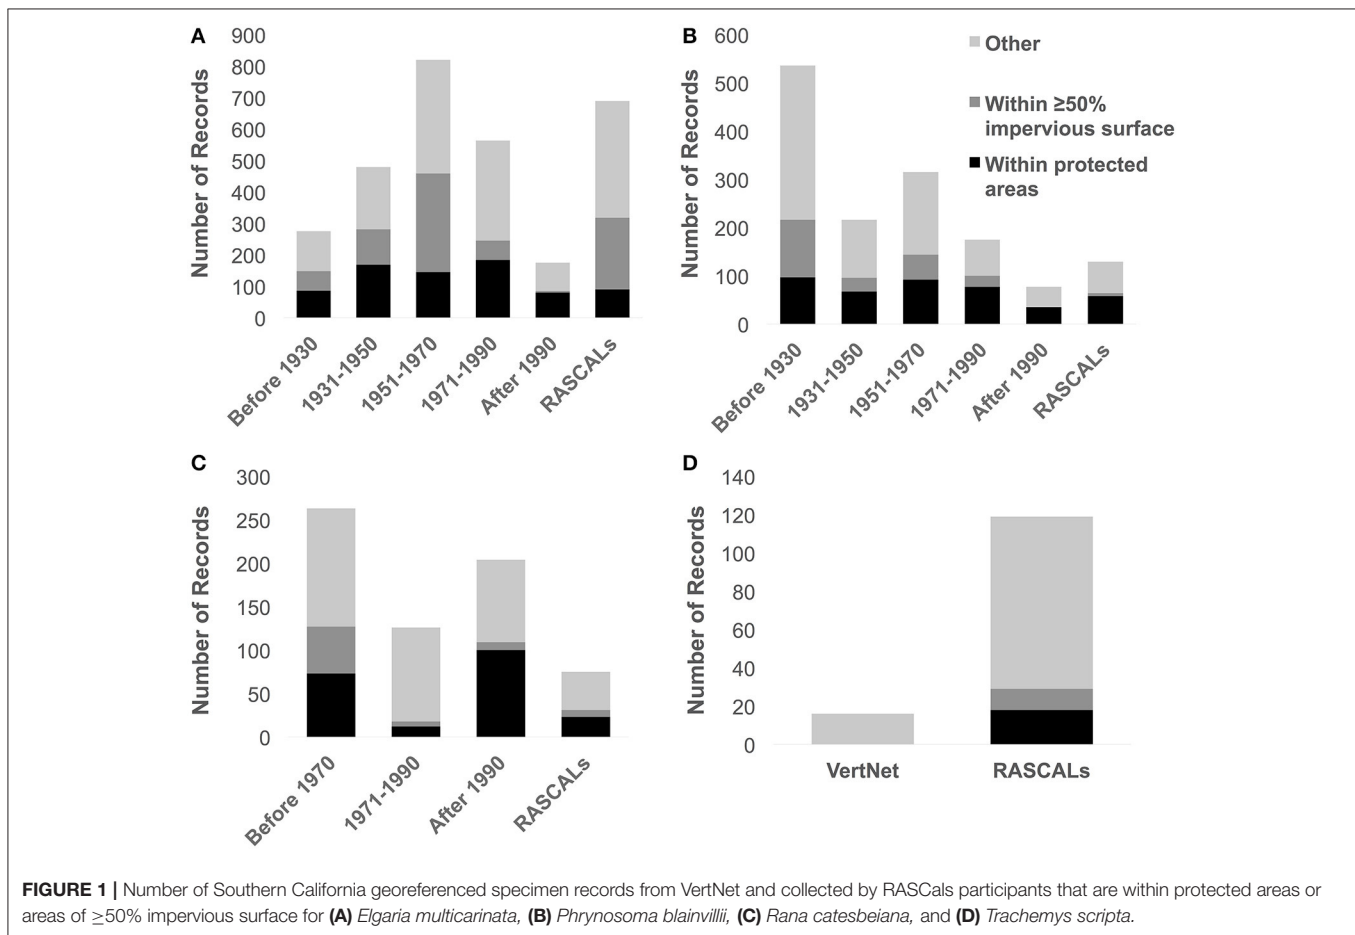 A
Number of Records
900
800
700
600
500
400
300
200
100
0
Before 1930
1931-1950
1951-1970
1971-1990
After 1990
RASCALs
B
Number of Records
600
500
400
300
200
100
0
Before 1930
1931-1950
1951-1970
1971-1990
After 1990
RASCALs
Other
Within ≥50%
impervious surface
Within protected
areas
C
Number of Records
300
250
200
150
100
50
0
Before 1970
1971-1990
After 1990
RASCALs
D
Number of Records
140
120
100
80
60
40
20
0
VertNet
RASCALs
FIGURE 1 | Number of Southern California georeferenced specimen records from VertNet and collected by RASCals participants that are within protected areas or
areas of ≥50% impervious surface for (A) Elgaria multicarinata, (B) Phrynosoma blainvillii, (C) Rana catesbeiana, and (D) Trachemys scripta.